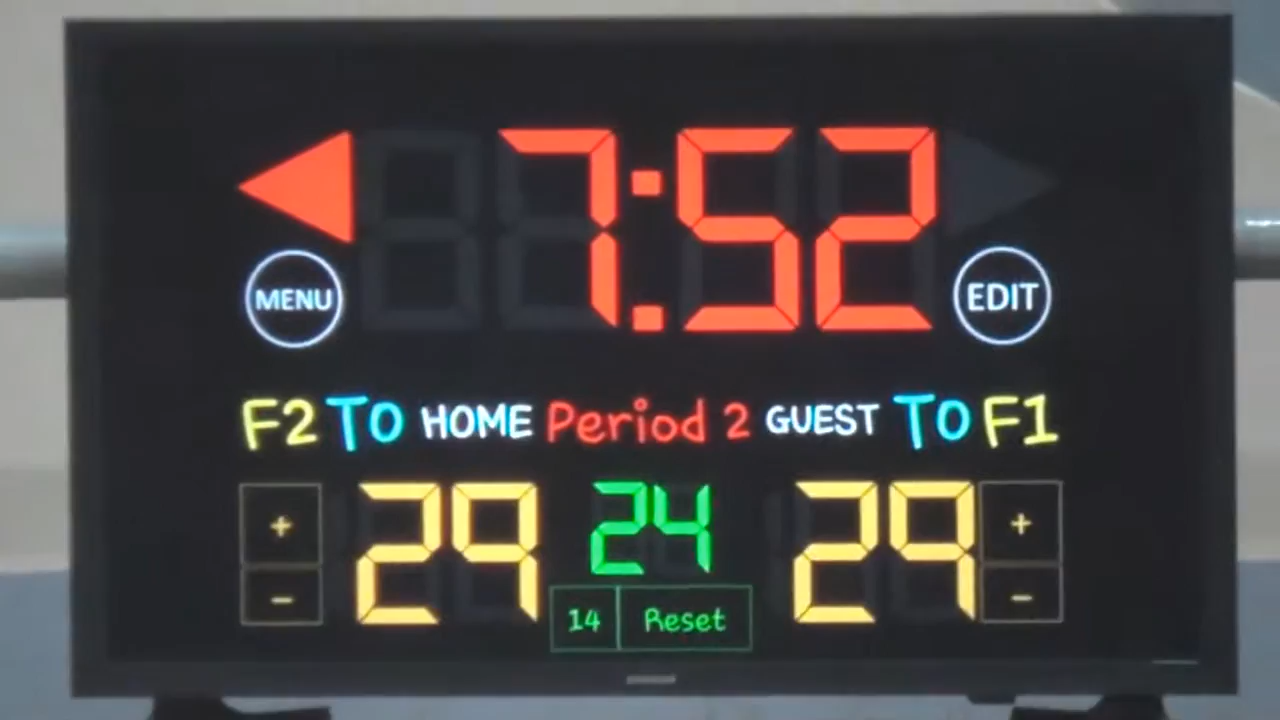 7:52
MENU EDIT
F2 TO HOME Period 2 GUEST TO F1
+ 29 24 29 +
- -
14 Reset